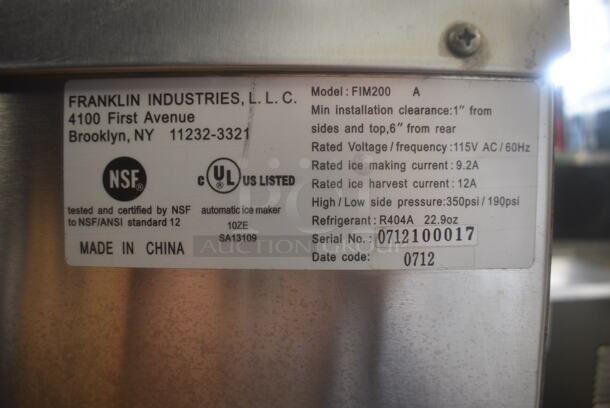 FRANKLIN INDUSTRIES, L.L.C.
4100 First Avenue
Brooklyn, NY 11232-3321
NSF
C UL US LISTED
tested and certified by NSF
to NSF/ANSI standard 12
automatic ice maker
10ZE
SA13109
MADE IN CHINA
Model: FIM200 A
Min installation clearance:1" from
sides and top,6" from rear
Rated Voltage/frequency:115V AC/60Hz
Rated ice making current:9.2A
Rated ice harvest current:12A
High/Low side pressure:350psi/190psi
Refrigerant:R404A 22.9oz
Serial No.:0712100017
Date code: 0712
AUCTION GROUP